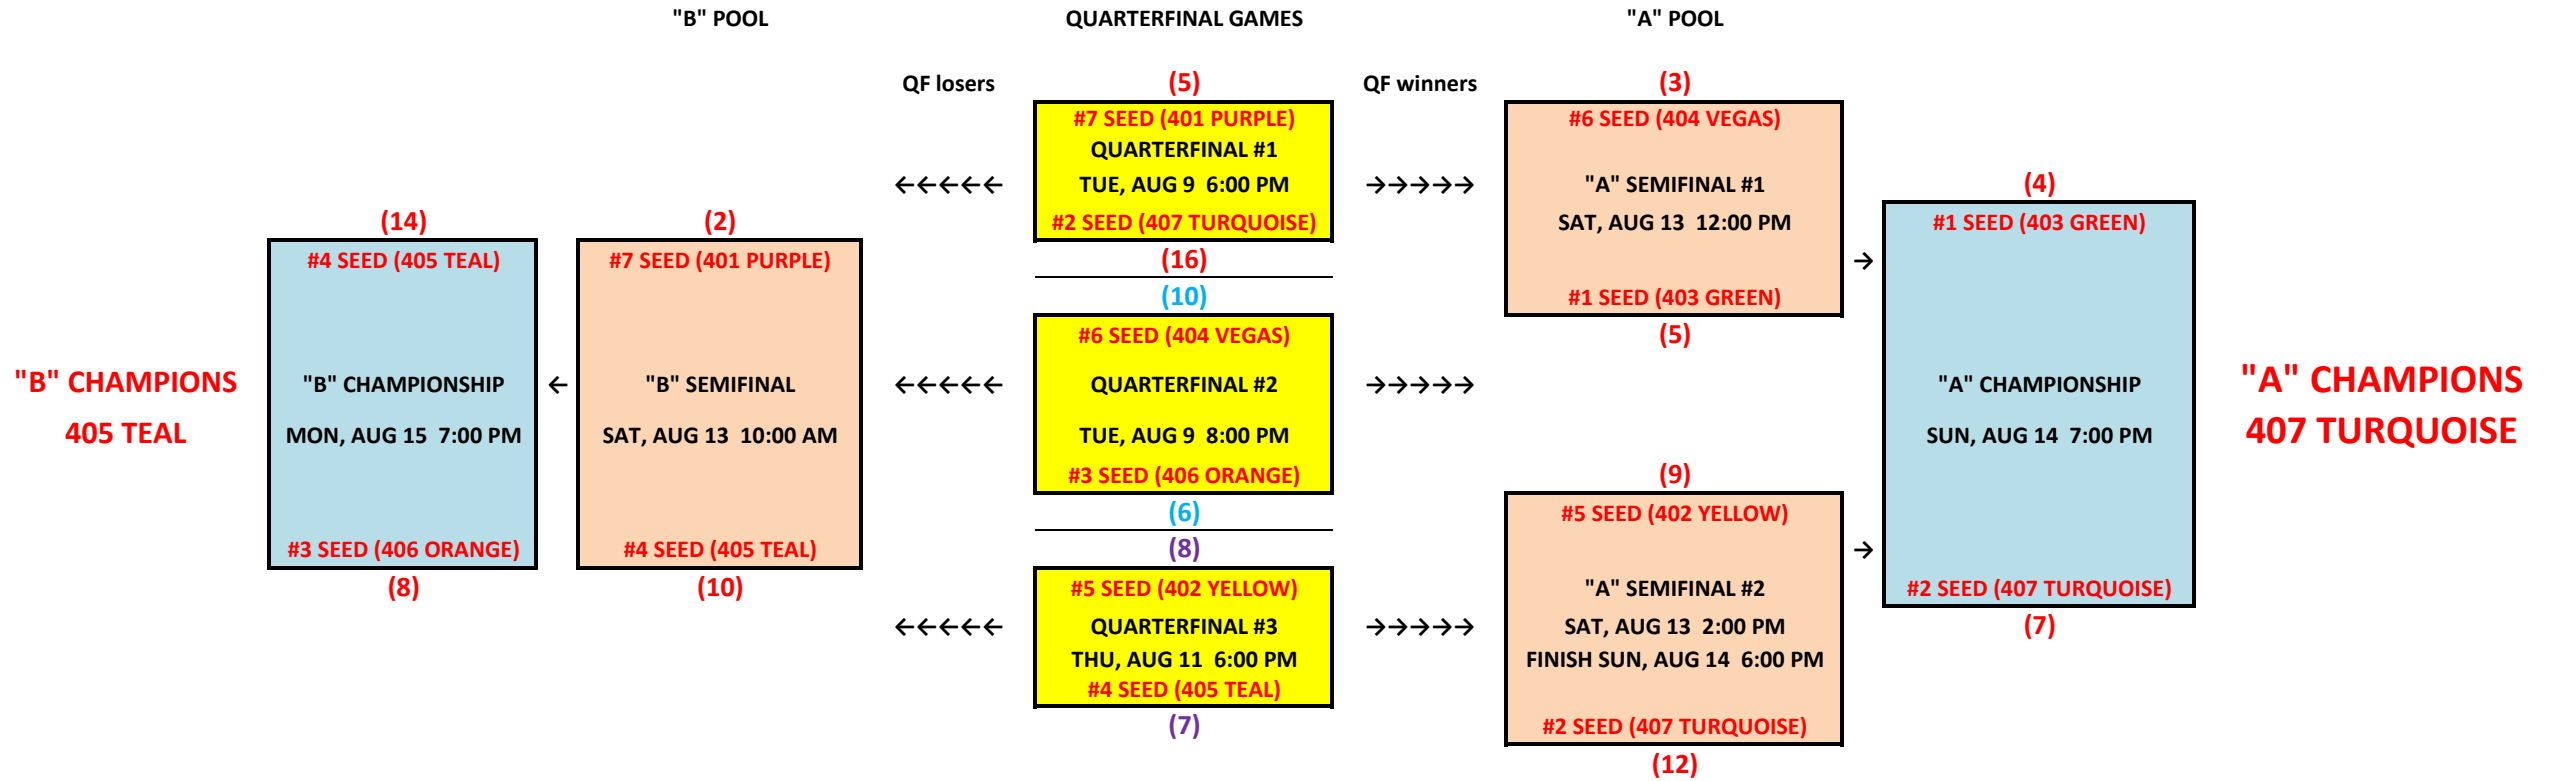 "B" POOL
QUARTERFINAL GAMES
"A" POOL
QF losers
(5)
QF winners
(3)
#7 SEED (401 PURPLE)
QUARTERFINAL #1
←←←←← TUE, AUG 9  6:00 PM →→→→→
#2 SEED (407 TURQUOISE)
(16)
#6 SEED (404 VEGAS)
"A" SEMIFINAL #1
SAT, AUG 13  12:00 PM
→
#1 SEED (403 GREEN)
(5)
(4)
#1 SEED (403 GREEN)
"A" CHAMPIONSHIP
SUN, AUG 14  7:00 PM
#2 SEED (407 TURQUOISE)
(7)
(14)
#4 SEED (405 TEAL)
"B" CHAMPIONSHIP
MON, AUG 15  7:00 PM
#3 SEED (406 ORANGE)
(8)
←
(2)
#7 SEED (401 PURPLE)
"B" SEMIFINAL
SAT, AUG 13  10:00 AM
#4 SEED (405 TEAL)
(10)
(10)
#6 SEED (404 VEGAS)
←←←←← QUARTERFINAL #2 →→→→→
TUE, AUG 9  8:00 PM
#3 SEED (406 ORANGE)
(6)
"B" CHAMPIONS
405 TEAL
"A" CHAMPIONS
407 TURQUOISE
(8)
#5 SEED (402 YELLOW)
←←←←← QUARTERFINAL #3 →→→→→
THU, AUG 11  6:00 PM
#4 SEED (405 TEAL)
(7)
(9)
#5 SEED (402 YELLOW)
→
"A" SEMIFINAL #2
SAT, AUG 13  2:00 PM
FINISH SUN, AUG 14  6:00 PM
#2 SEED (407 TURQUOISE)
(12)